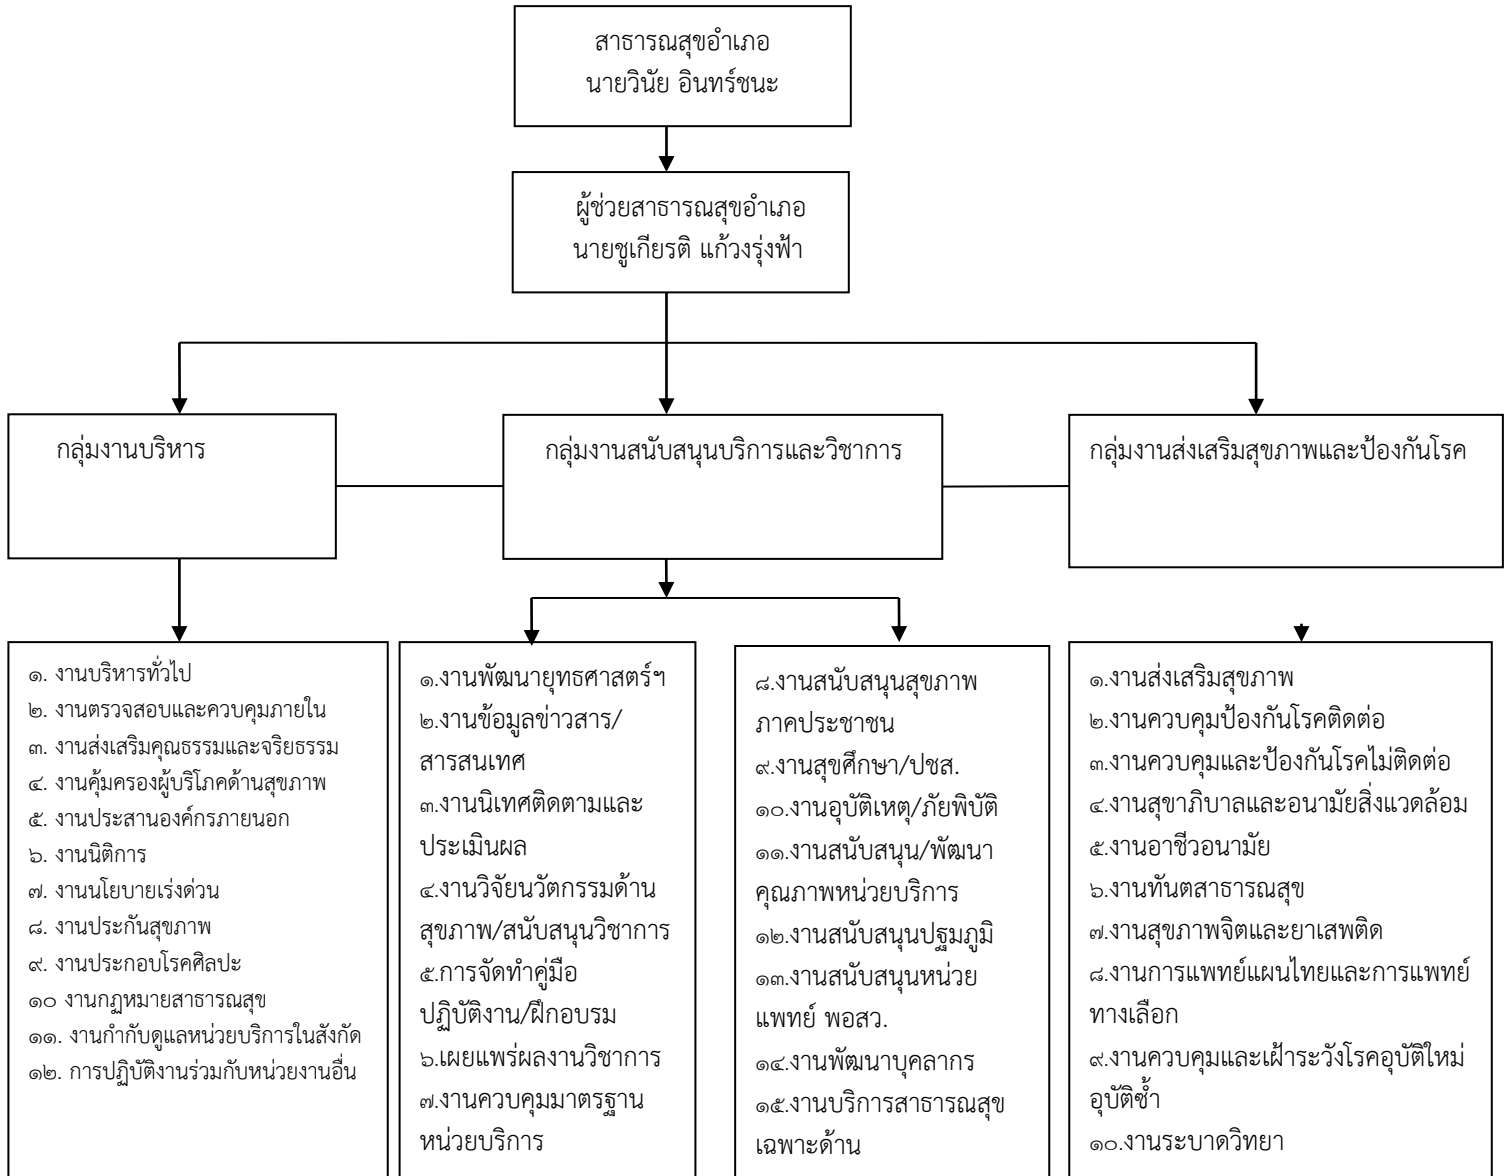 สาธารณสุขอำเภอ
นายวินัย อินทร์ชนะ
ผู้ช่วยสาธารณสุขอำเภอ
นายชูเกียรติ แก้วงรุ่งฟ้า
กลุ่มงานบริหาร
กลุ่มงานสนับสนุนบริการและวิชาการ
กลุ่มงานส่งเสริมสุขภาพและป้องกันโรค
๑. งานบริหารทั่วไป
๒. งานตรวจสอบและควบคุมภายใน
๓. งานส่งเสริมคุณธรรมและจริยธรรม
๔. งานคุ้มครองผู้บริโภคด้านสุขภาพ
๕. งานประสานองค์กรภายนอก
๖. งานนิติการ
๗. งานนโยบายเร่งด่วน
๘. งานประกันสุขภาพ
๙. งานประกอบโรคศิลปะ
๑๐ งานกฎหมายสาธารณสุข
๑๑. งานกำกับดูแลหน่วยบริการในสังกัด
๑๒. การปฏิบัติงานร่วมกับหน่วยงานอื่น
๑.งานพัฒนายุทธศาสตร์ฯ
๒.งานข้อมูลข่าวสาร/
สารสนเทศ
๓.งานนิเทศติดตามและ
ประเมินผล
๔.งานวิจัยนวัตกรรมด้าน
สุขภาพ/สนับสนุนวิชาการ
๕.การจัดทำคู่มือ
ปฏิบัติงาน/ฝึกอบรม
๖.เผยแพร่ผลงานวิชาการ
๗.งานควบคุมมาตรฐาน
หน่วยบริการ
๘.งานสนับสนุนสุขภาพ
ภาคประชาชน
๙.งานสุขศึกษา/ปชส.
๑๐.งานอุบัติเหตุ/ภัยพิบัติ
๑๑.งานสนับสนุน/พัฒนา
คุณภาพหน่วยบริการ
๑๒.งานสนับสนุนปฐมภูมิ
๑๓.งานสนับสนุนหน่วย
แพทย์ พอสว.
๑๔.งานพัฒนาบุคลากร
๑๕.งานบริการสาธารณสุข
เฉพาะด้าน
๑.งานส่งเสริมสุขภาพ
๒.งานควบคุมป้องกันโรคติดต่อ
๓.งานควบคุมและป้องกันโรคไม่ติดต่อ
๔.งานสุขาภิบาลและอนามัยสิ่งแวดล้อม
๕.งานอาชีวอนามัย
๖.งานทันตสาธารณสุข
๗.งานสุขภาพจิตและยาเสพติด
๘.งานการแพทย์แผนไทยและการแพทย์
ทางเลือก
๙.งานควบคุมและเฝ้าระวังโรคอุบัติใหม่
อุบัติซ้ำ
๑๐.งานระบาดวิทยา